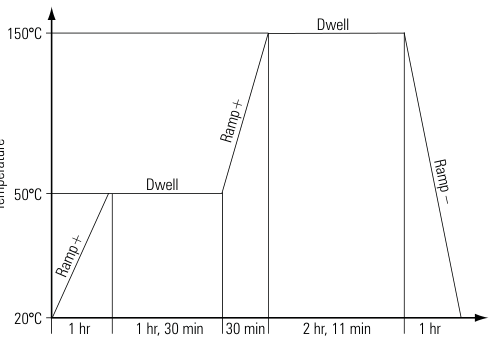 150°C
Dwell
Ramp+
Temperature
50°C
Dwell
Ramp –
Ramp+
20°C
1 hr
1 hr, 30 min
30 min
2 hr, 11 min
1 hr